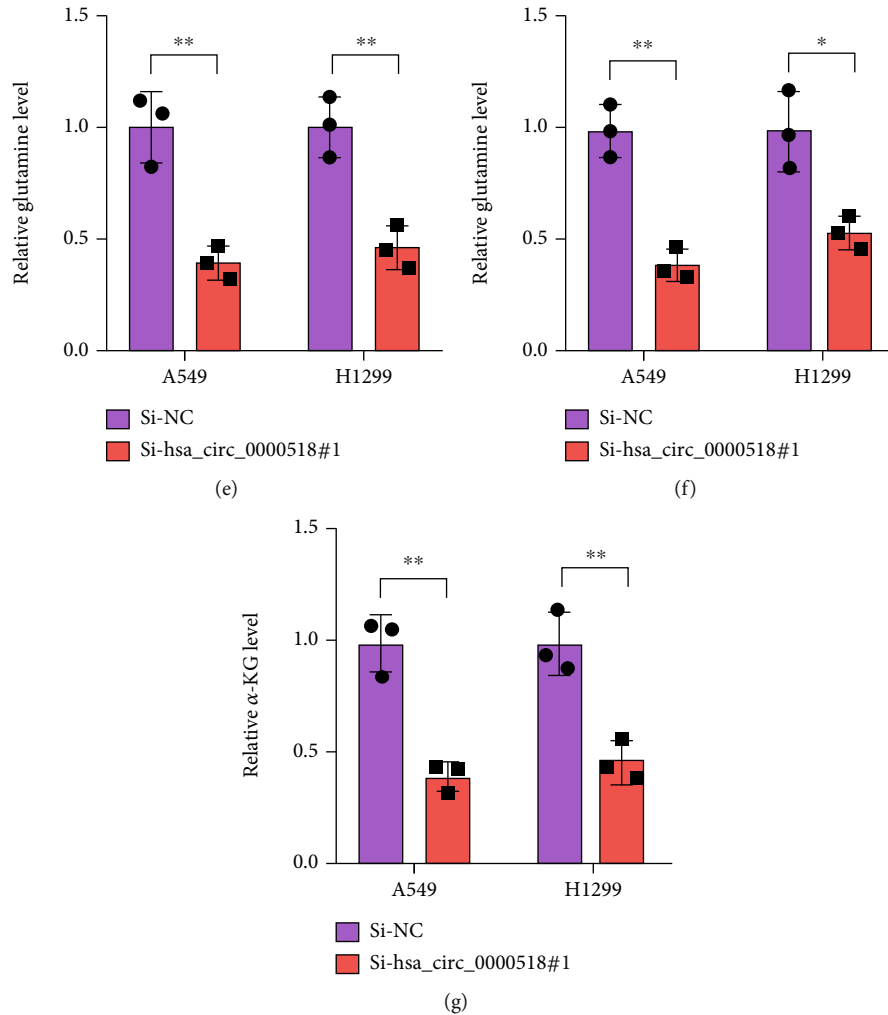 Relative glutamine level
1.5
1.0
0.5
0.0
**
**
A549
H1299
Si-NC
Si-hsa_circ_0000518#1
(e)
Relative glutamine level
1.5
1.0
0.5
0.0
**
*
A549
H1299
Si-NC
Si-hsa_circ_0000518#1
(f)
Relative α-KG level
1.5
1.0
0.5
0.0
**
**
A549
H1299
Si-NC
Si-hsa_circ_0000518#1
(g)